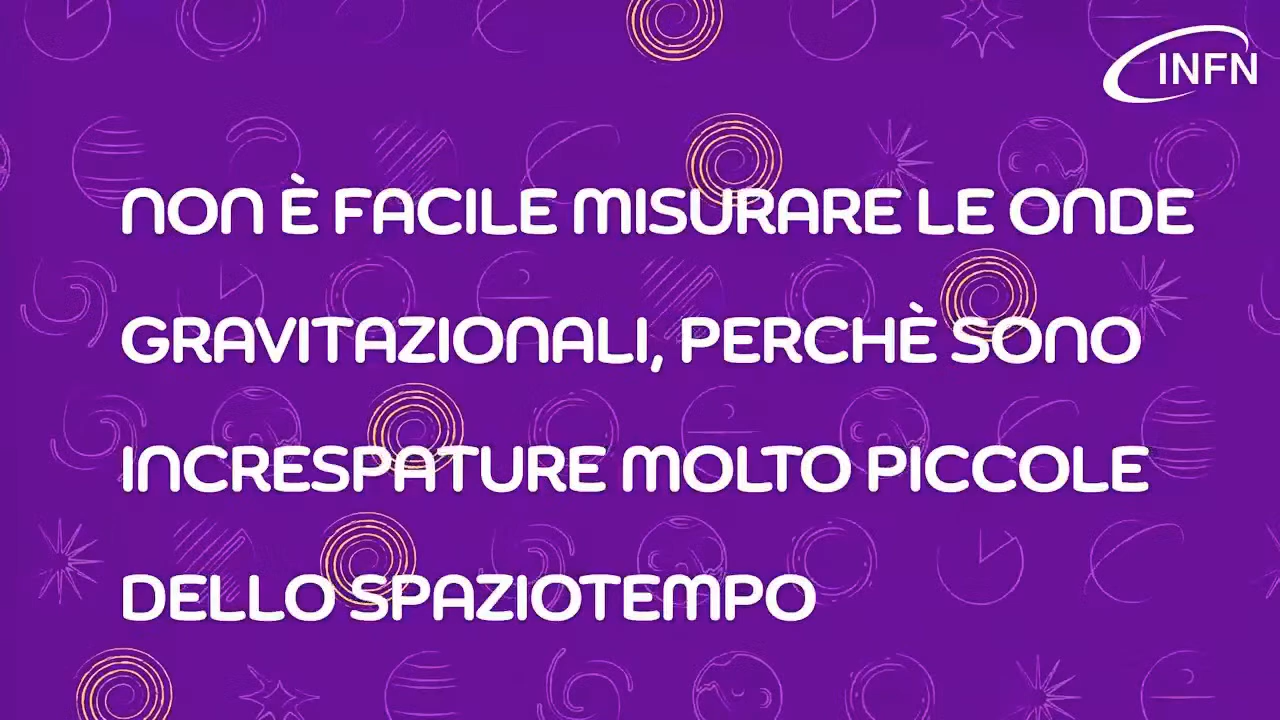 INFN
NON È FACILE MISURARE LE ONDE
GRAVITAZIONALI, PERCHÈ SONO
INCRESPATURE MOLTO PICCOLE
DELLO SPAZIOTEMPO